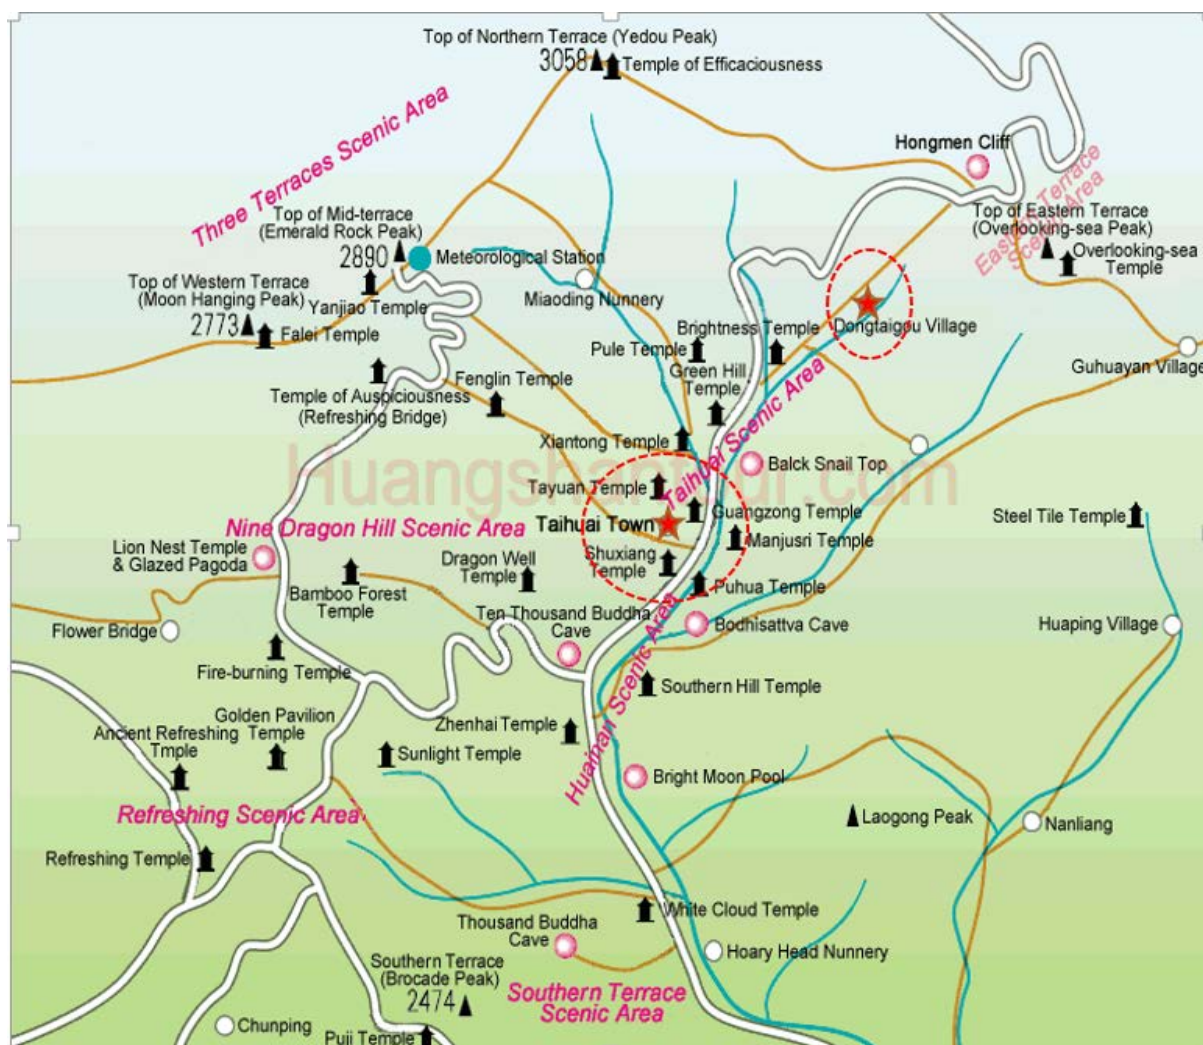 Top of Northern Terrace (Yedou Peak)
3058
Temple of Efficaciousness
Three Terraces Scenic Area
Hongmen Cliff
Eastern Terrace
Scenic Area
Top of Mid-terrace
(Emerald Rock Peak)
2890
Meteorological Station
Top of Eastern Terrace
(Overlooking-sea Peak)
Overlooking-sea
Temple
Top of Western Terrace
(Moon Hanging Peak)
2773
Yanjiao Temple
Falei Temple
Miaoding Nunnery
Brightness Temple
Dongtaigou Village
Pule Temple
Green Hill
Temple
Guhuayan Village
Temple of Auspiciousness
(Refreshing Bridge)
Fenglin Temple
Taihuai Scenic Area
Xiantong Temple
Balck Snail Top
Huangshantour.com
Tayuan Temple
Guangzong Temple
Taihuai Town
Manjusri Temple
Steel Tile Temple
Nine Dragon Hill Scenic Area
Lion Nest Temple
& Glazed Pagoda
Dragon Well
Temple
Shuxiang
Temple
Puhua Temple
Bamboo Forest
Temple
Ten Thousand Buddha
Cave
Bodhisattva Cave
Flower Bridge
Huaping Village
Fire-burning Temple
Southern Hill Temple
Huainan Scenic Area
Golden Pavilion
Temple
Ancient Refreshing
Tmple
Zhenhai Temple
Sunlight Temple
Bright Moon Pool
Refreshing Scenic Area
Laogong Peak
Nanliang
Refreshing Temple
White Cloud Temple
Thousand Buddha
Cave
Hoary Head Nunnery
Southern Terrace
(Brocade Peak)
2474
Southern Terrace
Scenic Area
Chunping
Puji Temple